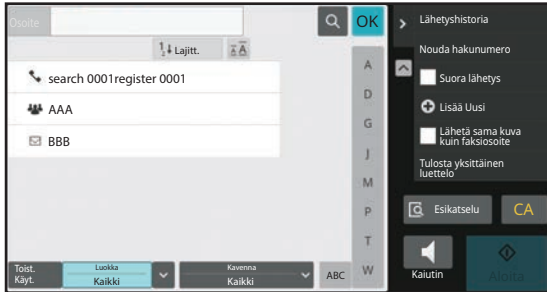 Osoite
OK
Lajitt.
search 0001register 0001
AAA
BBB
A
D
G
J
M
P
T
W
Toist.
Käyt.
Luokka
Kaikki
Kavenna
Kaikki
ABC
Lähetyshistoria
Nouda hakunumero
Suora lähetys
Lisää Uusi
Lähetä sama kuva
kuin faksiosoite
Tulosta yksittäinen
luettelo
Esikatselu
CA
Kaiutin
Aloita